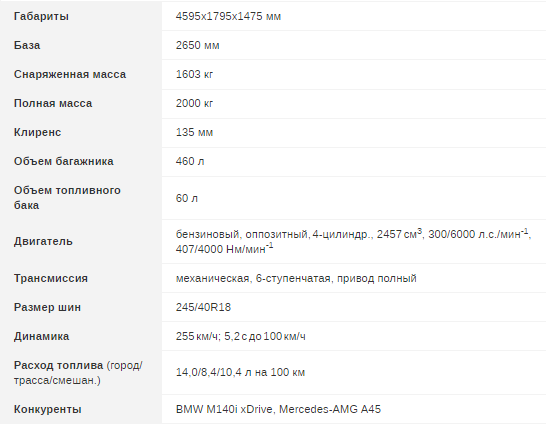 Габариты 4595x1795x1475 мм
База 2650 мм
Снаряженная масса 1603 кг
Полная масса 2000 кг
Клиренс 135 мм
Объем багажника 460 л
Объем топливного
бака 60 л
Двигатель бензиновый, оппозитный, 4-цилиндр., 2457 см³, 300/6000 л.с./мин⁻¹,
407/4000 Нм/мин⁻¹
Трансмиссия механическая, 6-ступенчатая, привод полный
Размер шин 245/40R18
Динамика 255 км/ч; 5,2 с до 100 км/ч
Расход топлива (город/
трасса/смешан.) 14,0/8,4/10,4 л на 100 км
Конкуренты BMW M140i xDrive, Mercedes-AMG A45